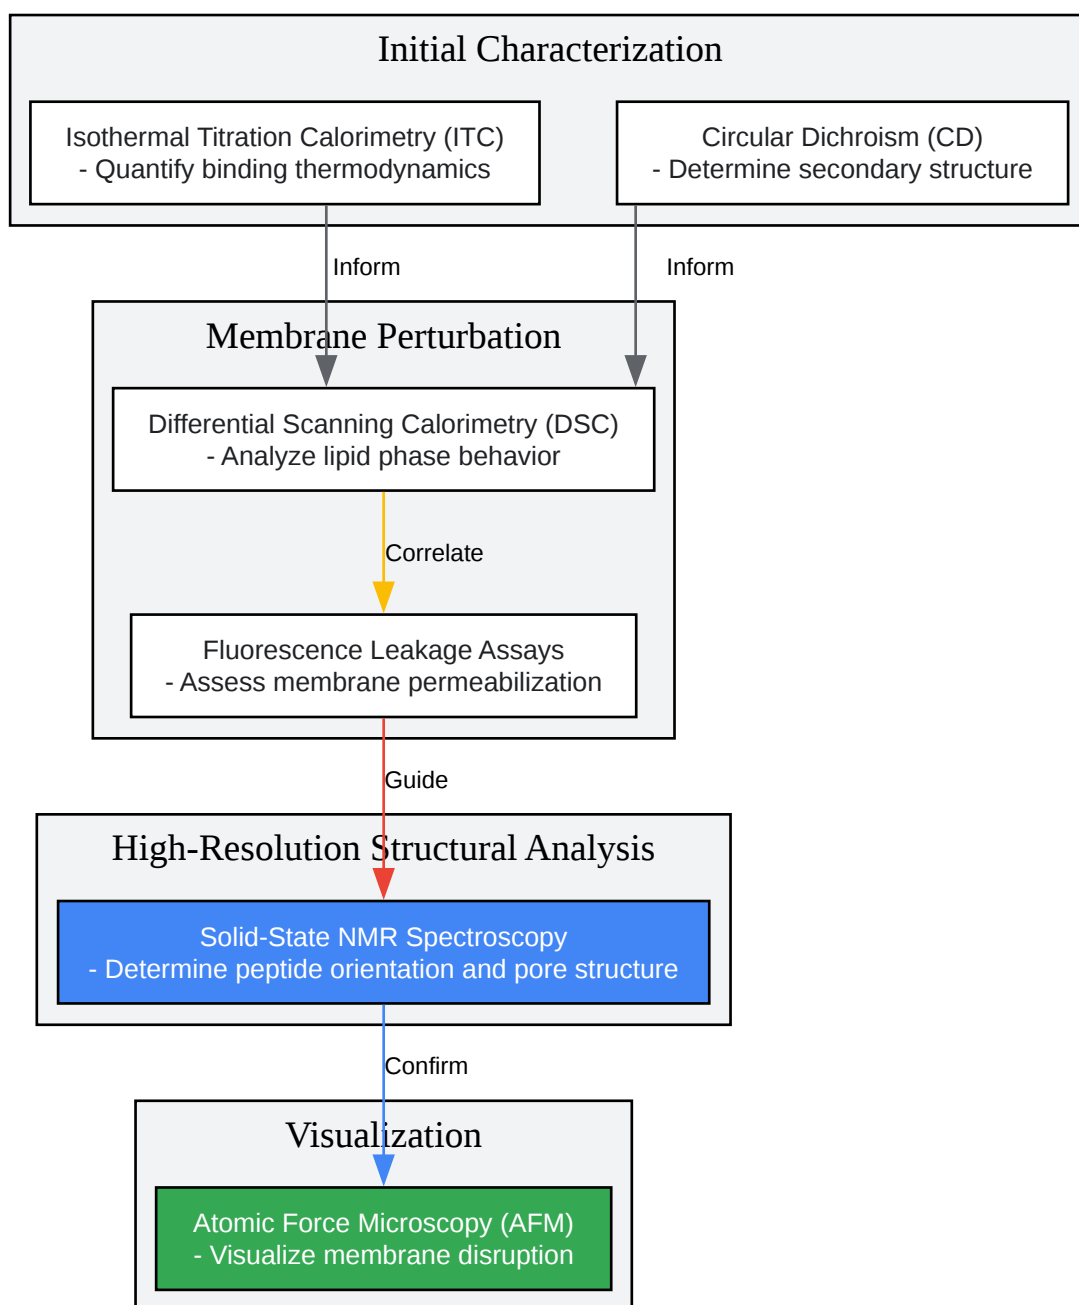 Initial Characterization
Isothermal Titration Calorimetry (ITC)
- Quantify binding thermodynamics
Circular Dichroism (CD)
- Determine secondary structure
Inform
Inform
Membrane Perturbation
Differential Scanning Calorimetry (DSC)
- Analyze lipid phase behavior
Correlate
Fluorescence Leakage Assays
- Assess membrane permeabilization
Guide
High-Resolution Structural Analysis
Solid-State NMR Spectroscopy
- Determine peptide orientation and pore structure
Confirm
Visualization
Atomic Force Microscopy (AFM)
- Visualize membrane disruption